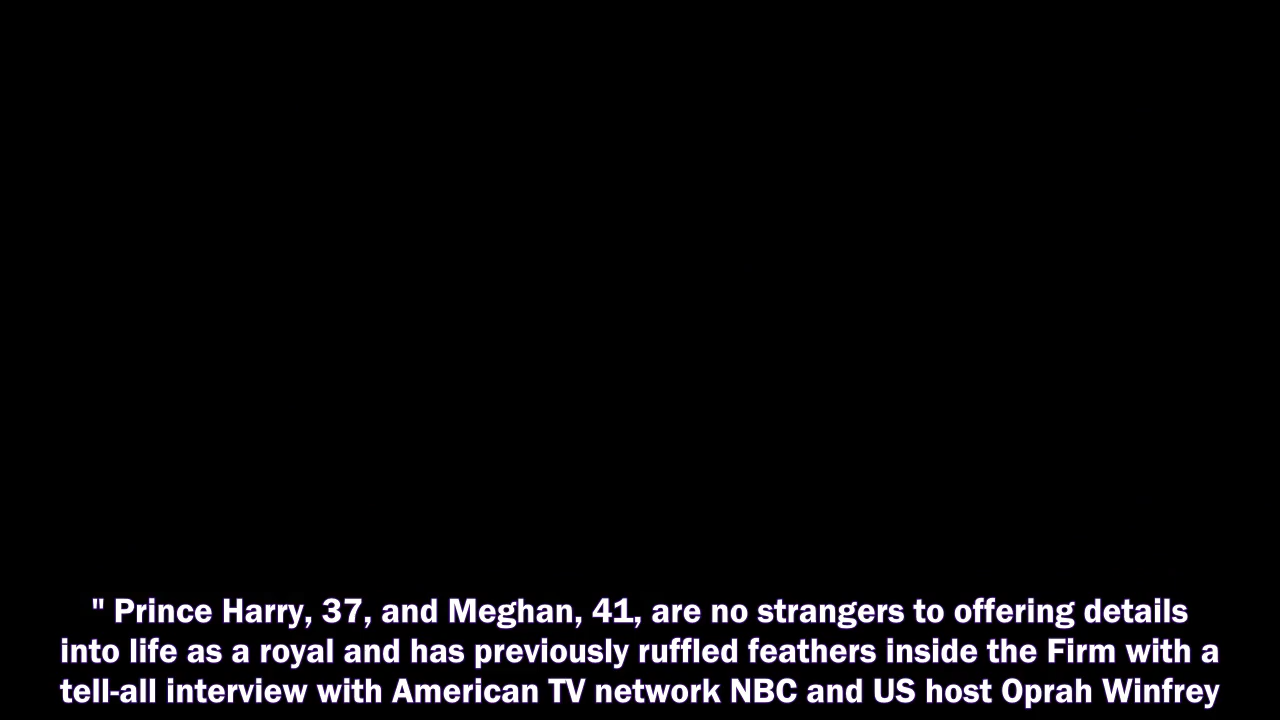 " Prince Harry, 37, and Meghan, 41, are no strangers to offering details
into life as a royal and has previously ruffled feathers inside the Firm with a
tell-all interview with American TV network NBC and US host Oprah Winfrey